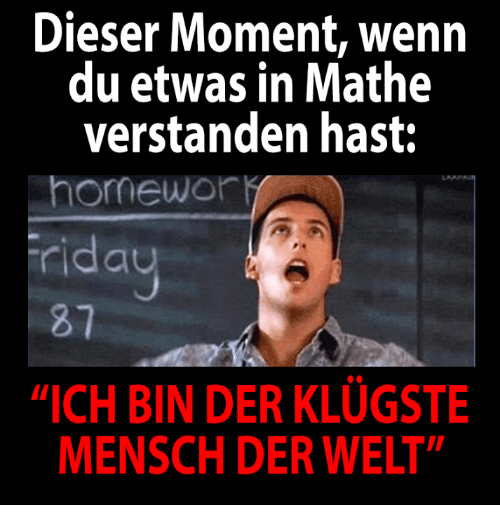 Dieser Moment, wenn
du etwas in Mathe
verstanden hast:
homework
Friday
87
“ICH BIN DER KLÜGSTE
MENSCH DER WELT”